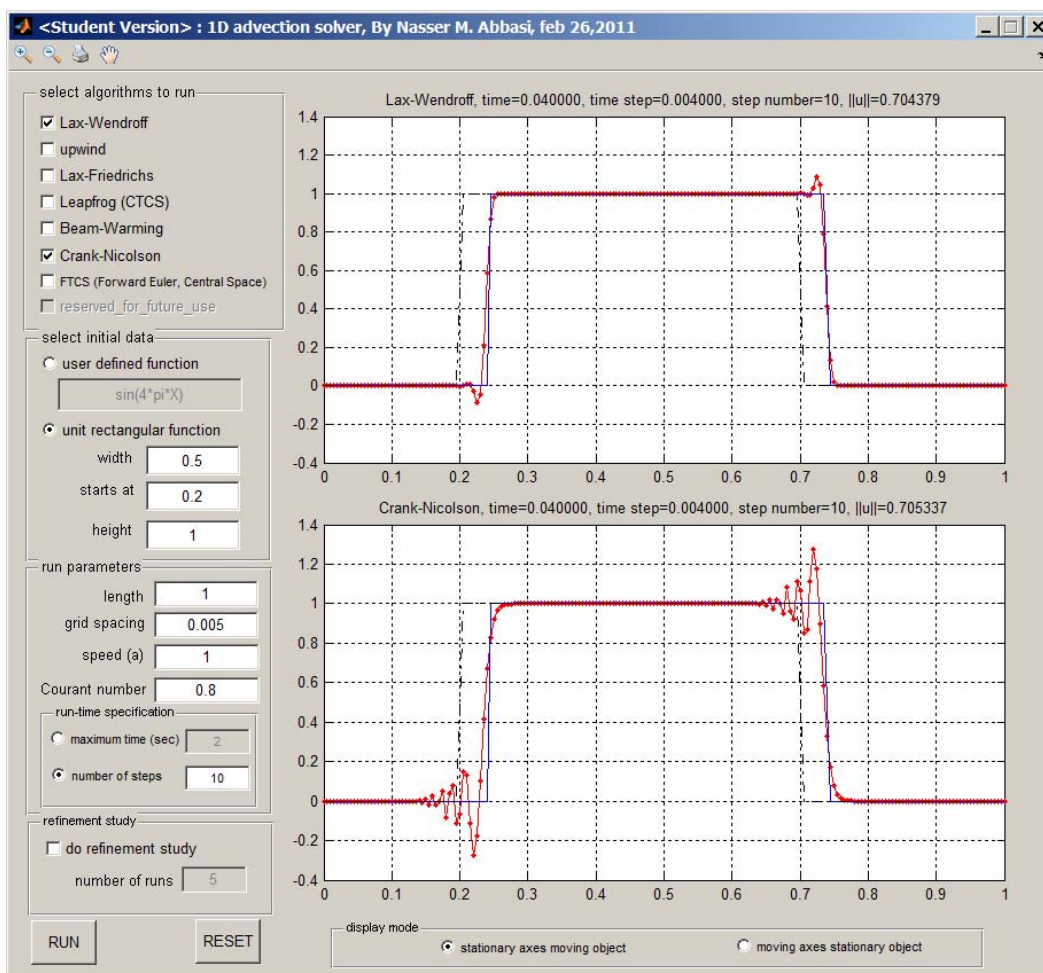 <Student Version> : 1D advection solver, By Nasser M. Abbasi, feb 26,2011
select algorithms to run
Lax-Wendroff
upwind
Lax-Friedrichs
Leapfrog (CTCS)
Beam-Warming
Crank-Nicolson
FTCS (Forward Euler, Central Space)
reserved_for_future_use
select initial data
user defined function
sin(4*pi*X)
unit rectangular function
width 0.5
starts at 0.2
height 1
run parameters
length 1
grid spacing 0.005
speed (a) 1
Courant number 0.8
run-time specification
maximum time (sec) 2
number of steps 10
refinement study
do refinement study
number of runs 5
RUN RESET
Lax-Wendroff, time=0.040000, time step=0.004000, step number=10, ||u||=0.704379
1.4
1.2
1
0.8
0.6
0.4
0.2
0
-0.2
-0.4
0 0.1 0.2 0.3 0.4 0.5 0.6 0.7 0.8 0.9 1
Crank-Nicolson, time=0.040000, time step=0.004000, step number=10, ||u||=0.705337
1.4
1.2
1
0.8
0.6
0.4
0.2
0
-0.2
-0.4
0 0.1 0.2 0.3 0.4 0.5 0.6 0.7 0.8 0.9 1
display mode
stationary axes moving object moving axes stationary object